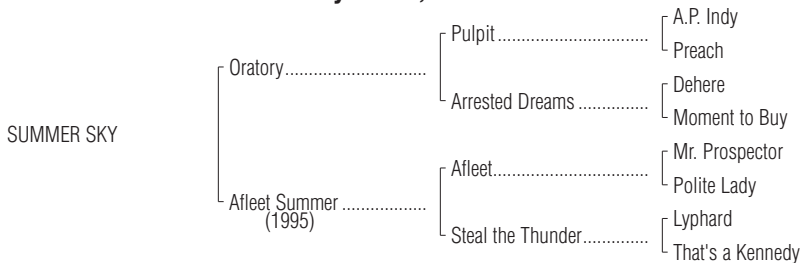 A.P. Indy
Pulpit
Preach
Oratory
Dehere
Arrested Dreams
Moment to Buy
SUMMER SKY
Mr. Prospector
Afleet
Polite Lady
Afleet Summer
(1995)
Lyphard
Steal the Thunder
That's a Kennedy